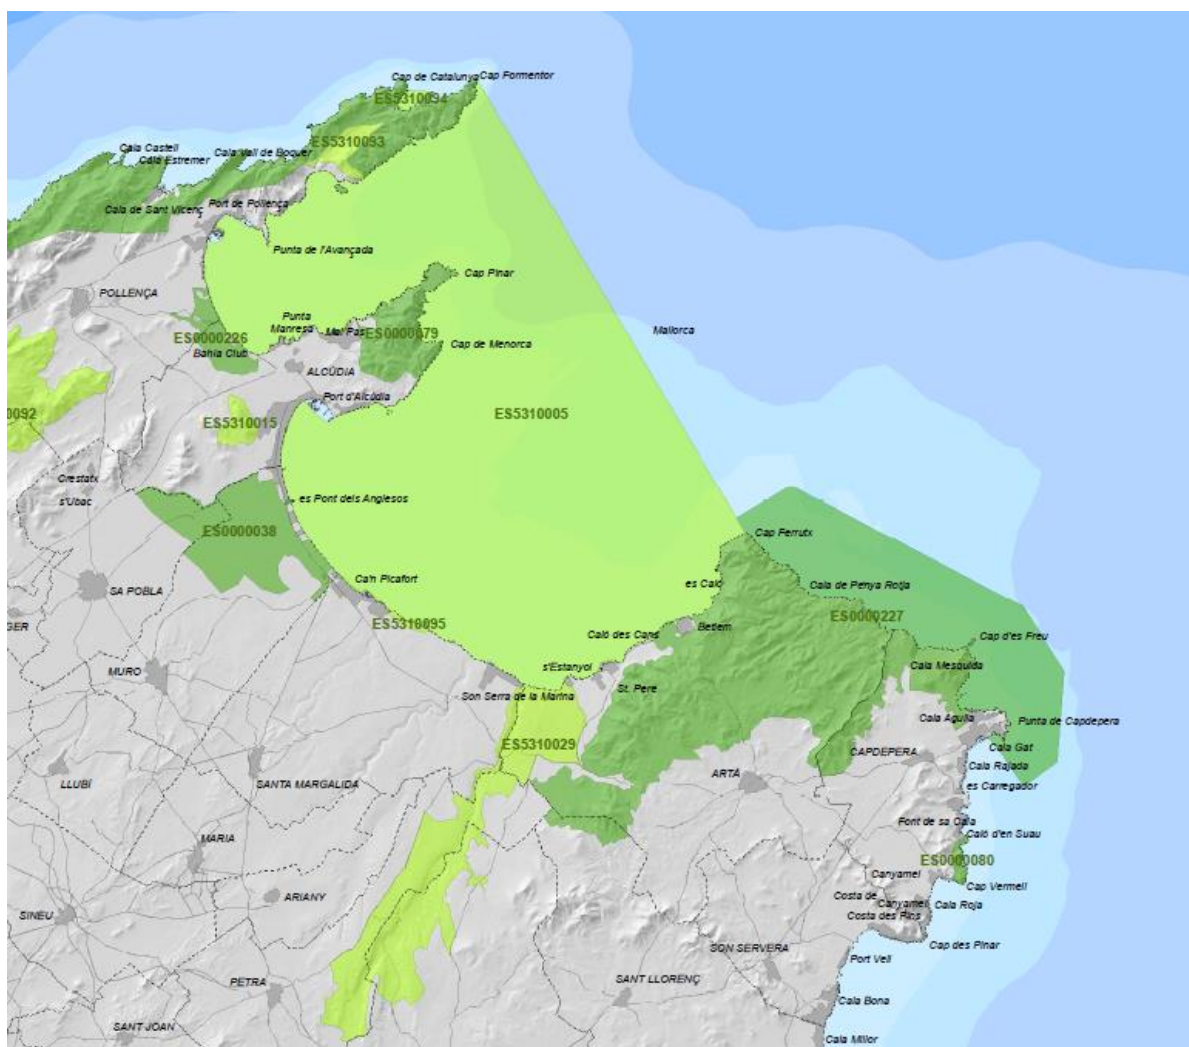 Cap de Catalunya
Cap Formentor
ES5310094
ES5310093
Cala Castell
Cala Estremer
Cala Vall de Boquer
Cala de Sant Vicenç
Port de Pollença
Punta de l'Avançada
Cap Pinar
POLLENÇA
Punta
Manresa
Mal Pas
ES0000079
ES0000226
Bahia Club
Cap de Menorca
Mallorca
ALCÚDIA
Port d'Alcúdia
ES5310005
0092
ES5310015
Crestatx
s'Ubac
es Pont dels Anglesos
ES0000038
Cap Ferrutx
SA POBLA
Ca'n Picafort
es Caló
Cala de Penya Rotja
ES0000227
GER
ES5310095
Caló des Cans
Betlem
Cap d'es Freu
MURO
s'Estanyol
Cala Mesquida
Son Serra de la Marina
St. Pere
Cala Agulla
Punta de Capdepera
ES5310029
CAPDEPERA
Cala Gat
Cala Rajada
LLUBÍ
SANTA MARGALIDA
ARTÀ
es Carregador
Font de sa Cala
MARIA
Caló d'en Suau
ES0000080
Canyamel
Cap Vermell
ARIANY
Costa de
Canyamel
Cala Roja
SINEU
Costa des Pins
SON SERVERA
Cap des Pinar
Port Vell
PETRA
SANT LLORENÇ
Cala Bona
SANT JOAN
Cala Millor